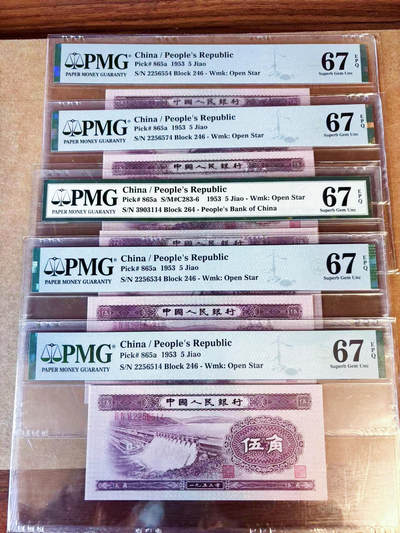 PMG
PAPER MONEY GUARANTY
China / People's Republic
Pick# 865a 1953 5 Jiao
S/N 2256554 Block 246 - Wmk: Open Star
67 EPQ
Superb Gem Unc
中国人民银行
PMG
PAPER MONEY GUARANTY
China / People's Republic
Pick# 865a 1953 5 Jiao
S/N 2256574 Block 246 - Wmk: Open Star
67 EPQ
Superb Gem Unc
PMG
PAPER MONEY GUARANTY
China / People's Republic
Pick# 865a S/M#C283-6 1953 5 Jiao - Wmk: Open Star
S/N 3903114 Block 264 - People's Bank of China
67 EPQ
Superb Gem Unc
PMG
PAPER MONEY GUARANTY
China / People's Republic
Pick# 865a 1953 5 Jiao
S/N 2256534 Block 246 - Wmk: Open Star
67 EPQ
Superb Gem Unc
中国人民银行
PMG
PAPER MONEY GUARANTY
China / People's Republic
Pick# 865a 1953 5 Jiao
S/N 2256514 Block 246 - Wmk: Open Star
67 EPQ
Superb Gem Unc
中国人民银行
伍角
一九五三年